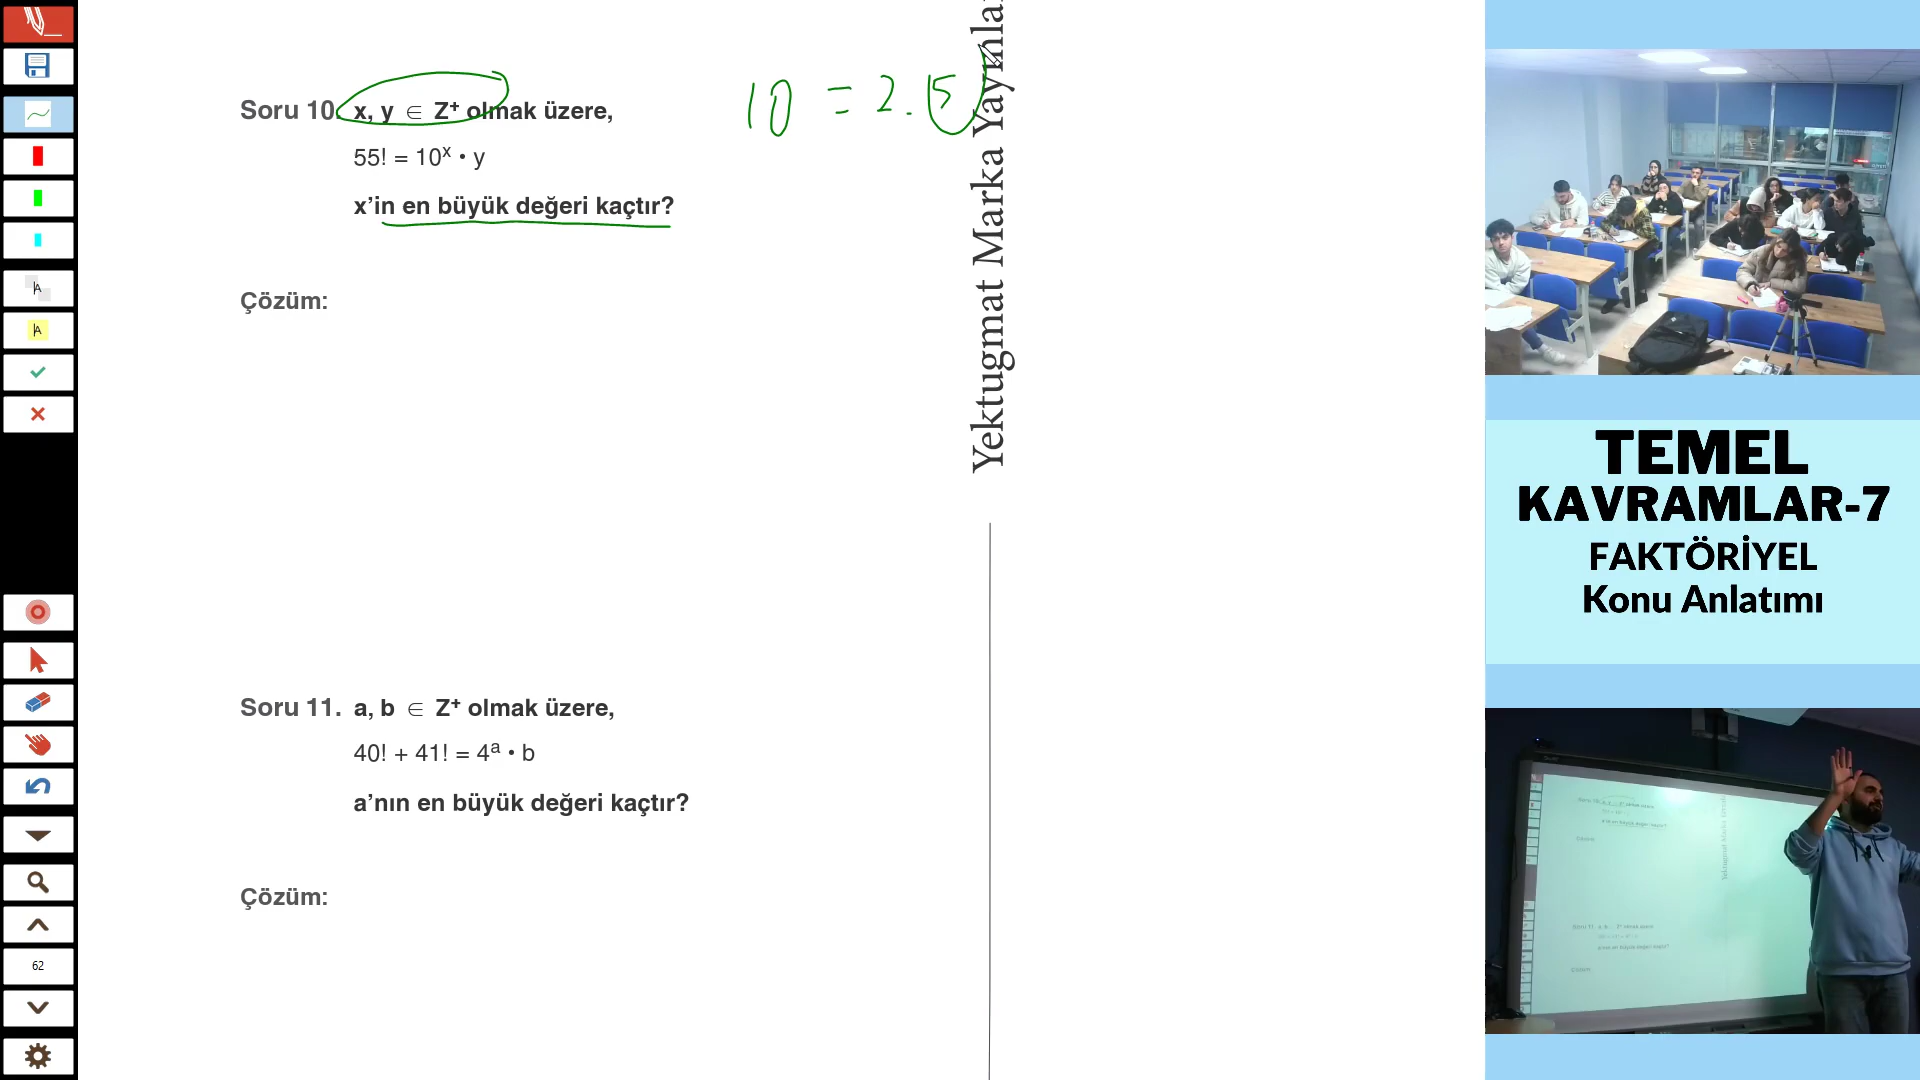 Soru 10. x, y ∈ Z⁺ olmak üzere,
55! = 10ˣ • y
x’in en büyük değeri kaçtır?
10 = 2.5
Çözüm:
Yektugmat Marka Yayınla
Soru 11. a, b ∈ Z⁺ olmak üzere,
40! + 41! = 4ᵃ • b
a’nın en büyük değeri kaçtır?
Çözüm:
A
A
62
TEMEL
KAVRAMLAR-7
FAKTÖRİYEL
Konu Anlatımı